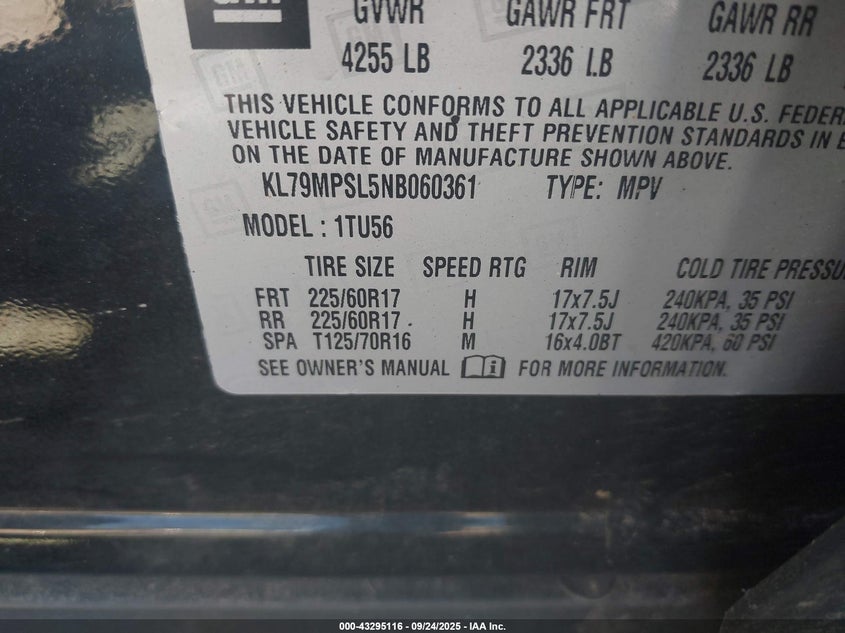 GM
GVWR GAWR FRT GAWR RR
4255 LB 2336 LB 2336 LB
THIS VEHICLE CONFORMS TO ALL APPLICABLE U.S. FEDER
VEHICLE SAFETY AND THEFT PREVENTION STANDARDS IN E
ON THE DATE OF MANUFACTURE SHOWN ABOVE.
KL79MPSL5NB060361 TYPE: MPV
MODEL : 1TU56
TIRE SIZE SPEED RTG RIM COLD TIRE PRESSU
FRT 225/60R17 H 17x7.5J 240KPA, 35 PSI
RR 225/60R17 H 17x7.5J 240KPA, 35 PSI
SPA T125/70R16 M 16x4.0BT 420KPA, 60 PSI
SEE OWNER'S MANUAL i FOR MORE INFORMATION.
000-43295116 - 09/24/2025 - IAA Inc.